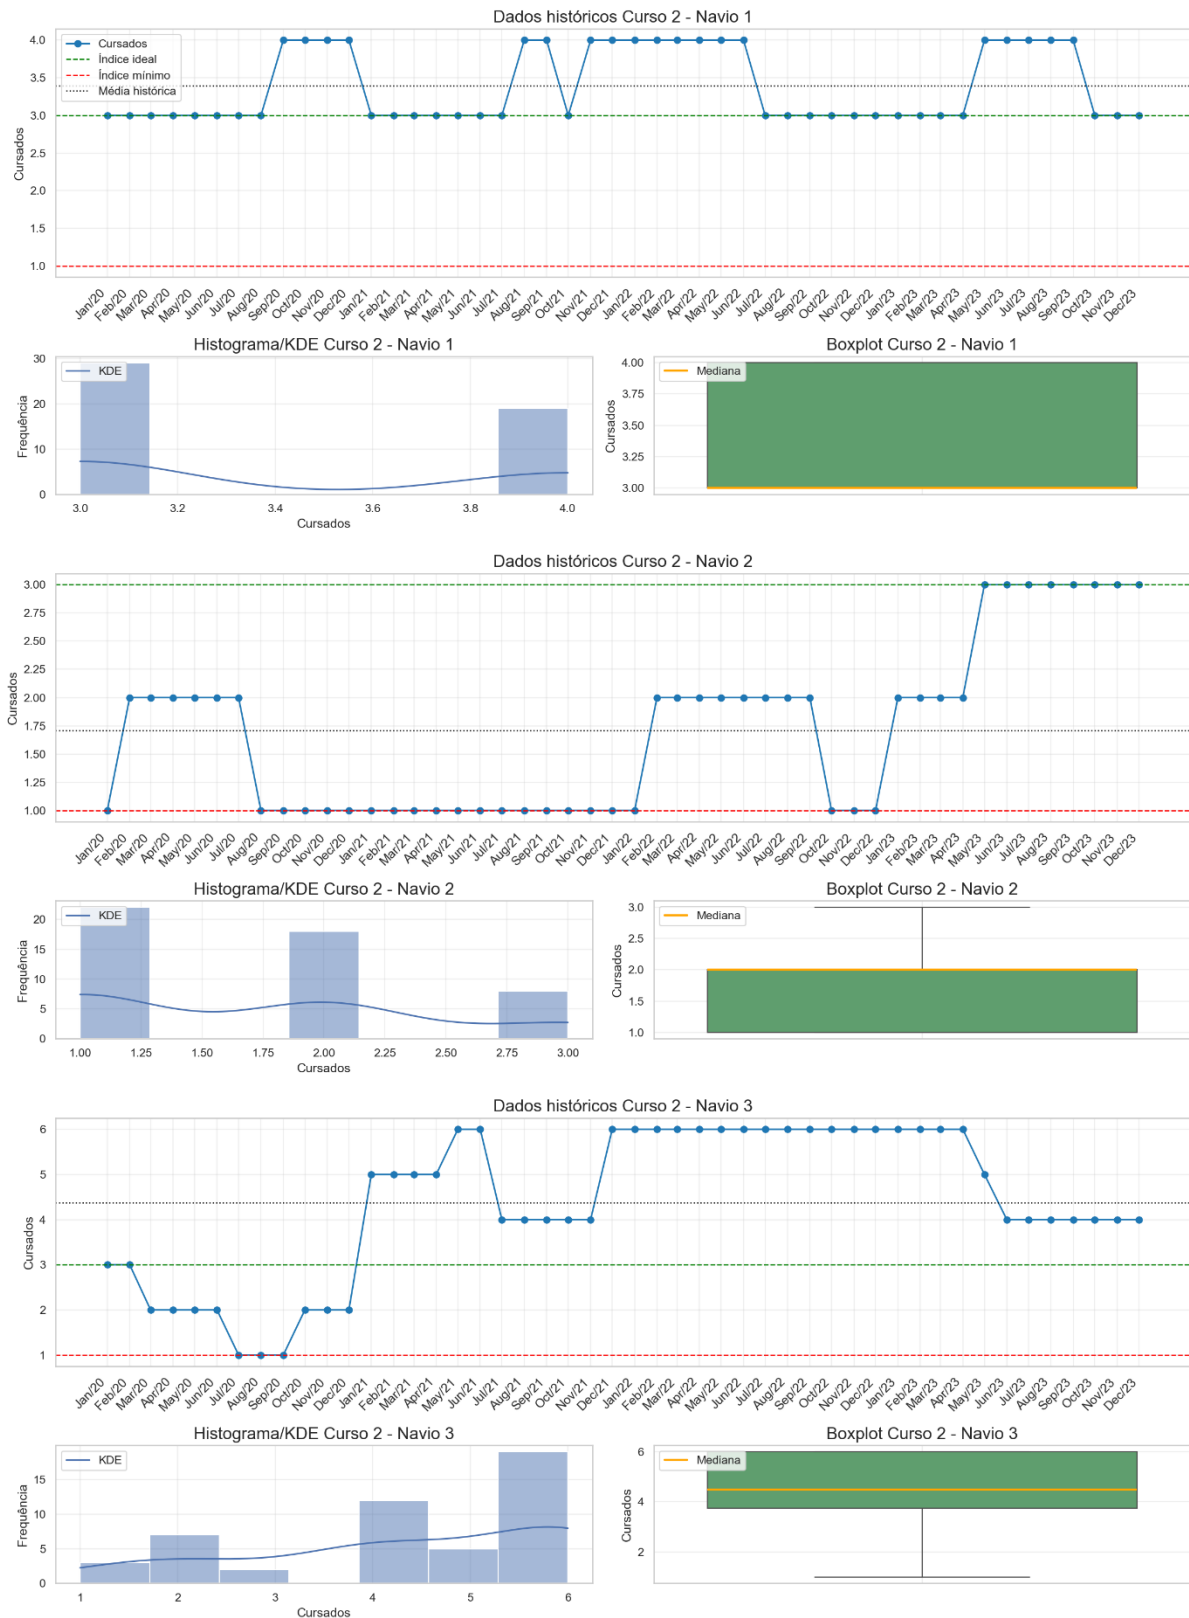 Dados históricos Curso 2 - Navio 1
Cursados
Índice ideal
Índice mínimo
Média histórica
Cursados
4.0
3.5
3.0
2.5
2.0
1.5
1.0
Jan/20 Feb/20 Mar/20 Apr/20 May/20 Jun/20 Jul/20 Aug/20 Sep/20 Oct/20 Nov/20 Dec/20 Jan/21 Feb/21 Mar/21 Apr/21 May/21 Jun/21 Jul/21 Aug/21 Sep/21 Oct/21 Nov/21 Dec/21 Jan/22 Feb/22 Mar/22 Apr/22 May/22 Jun/22 Jul/22 Aug/22 Sep/22 Oct/22 Nov/22 Dec/22 Jan/23 Feb/23 Mar/23 Apr/23 May/23 Jun/23 Jul/23 Aug/23 Sep/23 Oct/23 Nov/23 Dec/23
Histograma/KDE Curso 2 - Navio 1
KDE
Frequência
30
20
10
0
3.0 3.2 3.4 3.6 3.8 4.0
Cursados
Boxplot Curso 2 - Navio 1
Mediana
Cursados
4.00
3.75
3.50
3.25
3.00
Dados históricos Curso 2 - Navio 2
Cursados
3.00
2.75
2.50
2.25
2.00
1.75
1.50
1.25
1.00
Jan/20 Feb/20 Mar/20 Apr/20 May/20 Jun/20 Jul/20 Aug/20 Sep/20 Oct/20 Nov/20 Dec/20 Jan/21 Feb/21 Mar/21 Apr/21 May/21 Jun/21 Jul/21 Aug/21 Sep/21 Oct/21 Nov/21 Dec/21 Jan/22 Feb/22 Mar/22 Apr/22 May/22 Jun/22 Jul/22 Aug/22 Sep/22 Oct/22 Nov/22 Dec/22 Jan/23 Feb/23 Mar/23 Apr/23 May/23 Jun/23 Jul/23 Aug/23 Sep/23 Oct/23 Nov/23 Dec/23
Histograma/KDE Curso 2 - Navio 2
KDE
Frequência
20
15
10
5
0
1.00 1.25 1.50 1.75 2.00 2.25 2.50 2.75 3.00
Cursados
Boxplot Curso 2 - Navio 2
Mediana
Cursados
3.0
2.5
2.0
1.5
1.0
Dados históricos Curso 2 - Navio 3
Cursados
6
5
4
3
2
1
Jan/20 Feb/20 Mar/20 Apr/20 May/20 Jun/20 Jul/20 Aug/20 Sep/20 Oct/20 Nov/20 Dec/20 Jan/21 Feb/21 Mar/21 Apr/21 May/21 Jun/21 Jul/21 Aug/21 Sep/21 Oct/21 Nov/21 Dec/21 Jan/22 Feb/22 Mar/22 Apr/22 May/22 Jun/22 Jul/22 Aug/22 Sep/22 Oct/22 Nov/22 Dec/22 Jan/23 Feb/23 Mar/23 Apr/23 May/23 Jun/23 Jul/23 Aug/23 Sep/23 Oct/23 Nov/23 Dec/23
Histograma/KDE Curso 2 - Navio 3
KDE
Frequência
15
10
5
0
1 2 3 4 5 6
Cursados
Boxplot Curso 2 - Navio 3
Mediana
Cursados
6
4
2